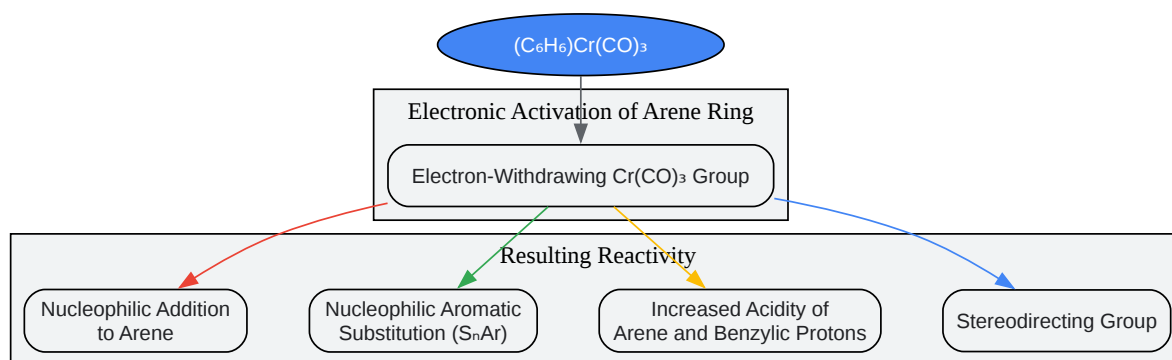 (C₆H₆)Cr(CO)₃
Electronic Activation of Arene Ring
Electron-Withdrawing Cr(CO)₃ Group
Resulting Reactivity
Nucleophilic Addition
to Arene
Nucleophilic Aromatic
Substitution (SₙAr)
Increased Acidity of
Arene and Benzylic Protons
Stereodirecting Group